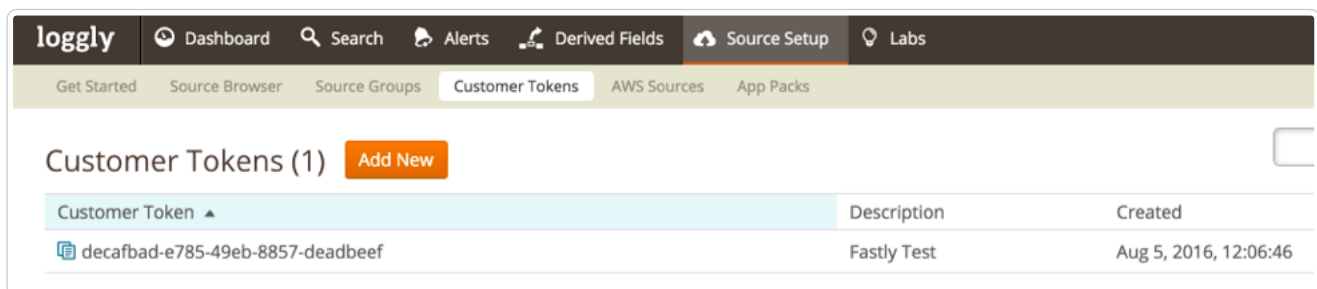 loggly Dashboard Search Alerts Derived Fields Source Setup Labs
Get Started Source Browser Source Groups Customer Tokens AWS Sources App Packs
Customer Tokens (1) Add New
Customer Token Description Created
decafbad-e785-49eb-8857-deadbeef Fastly Test Aug 5, 2016, 12:06:46